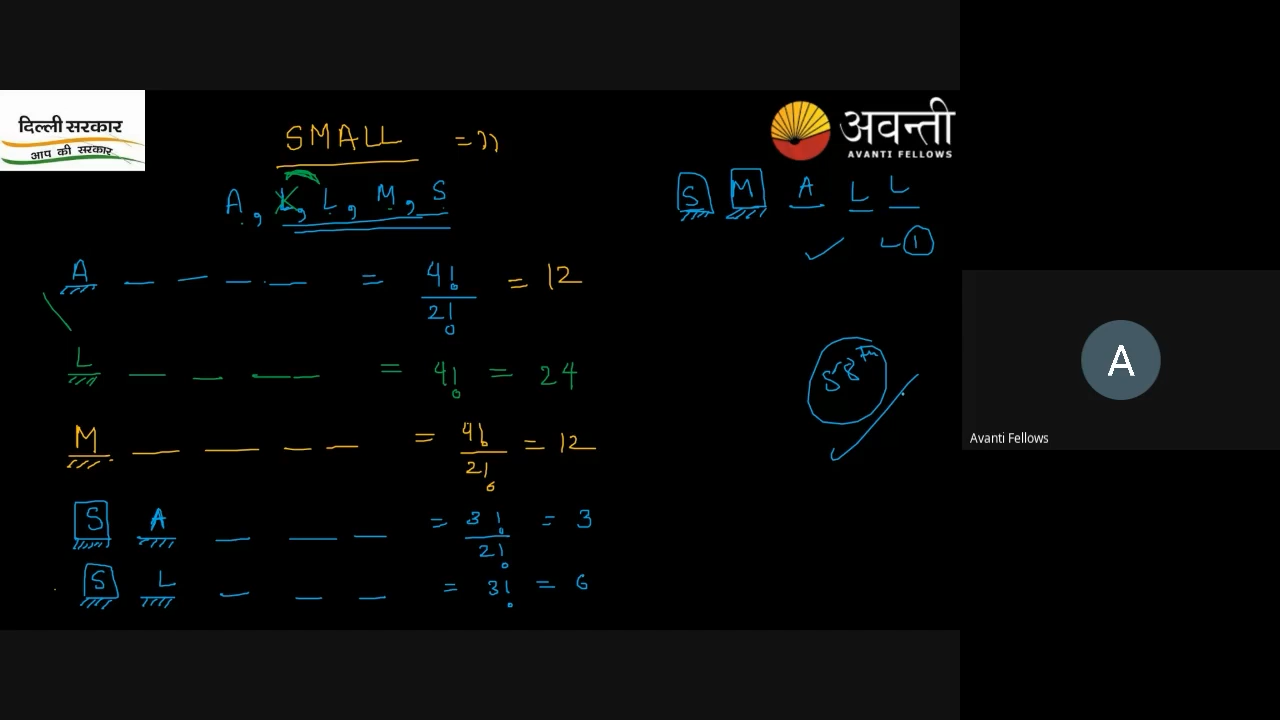 दिल्ली सरकार
आप की सरकार
SMALL =
अवन्ती
AVANTI FELLOWS
A, L, L, M, S
S M A L L
1
A _ _ _ _ = 4!/2! = 12
L _ _ _ _ = 4! = 24
58th
M _ _ _ _ = 4!/2! = 12
S A _ _ _ = 3!/2! = 3
S L _ _ _ = 3! = 6
A
Avanti Fellows